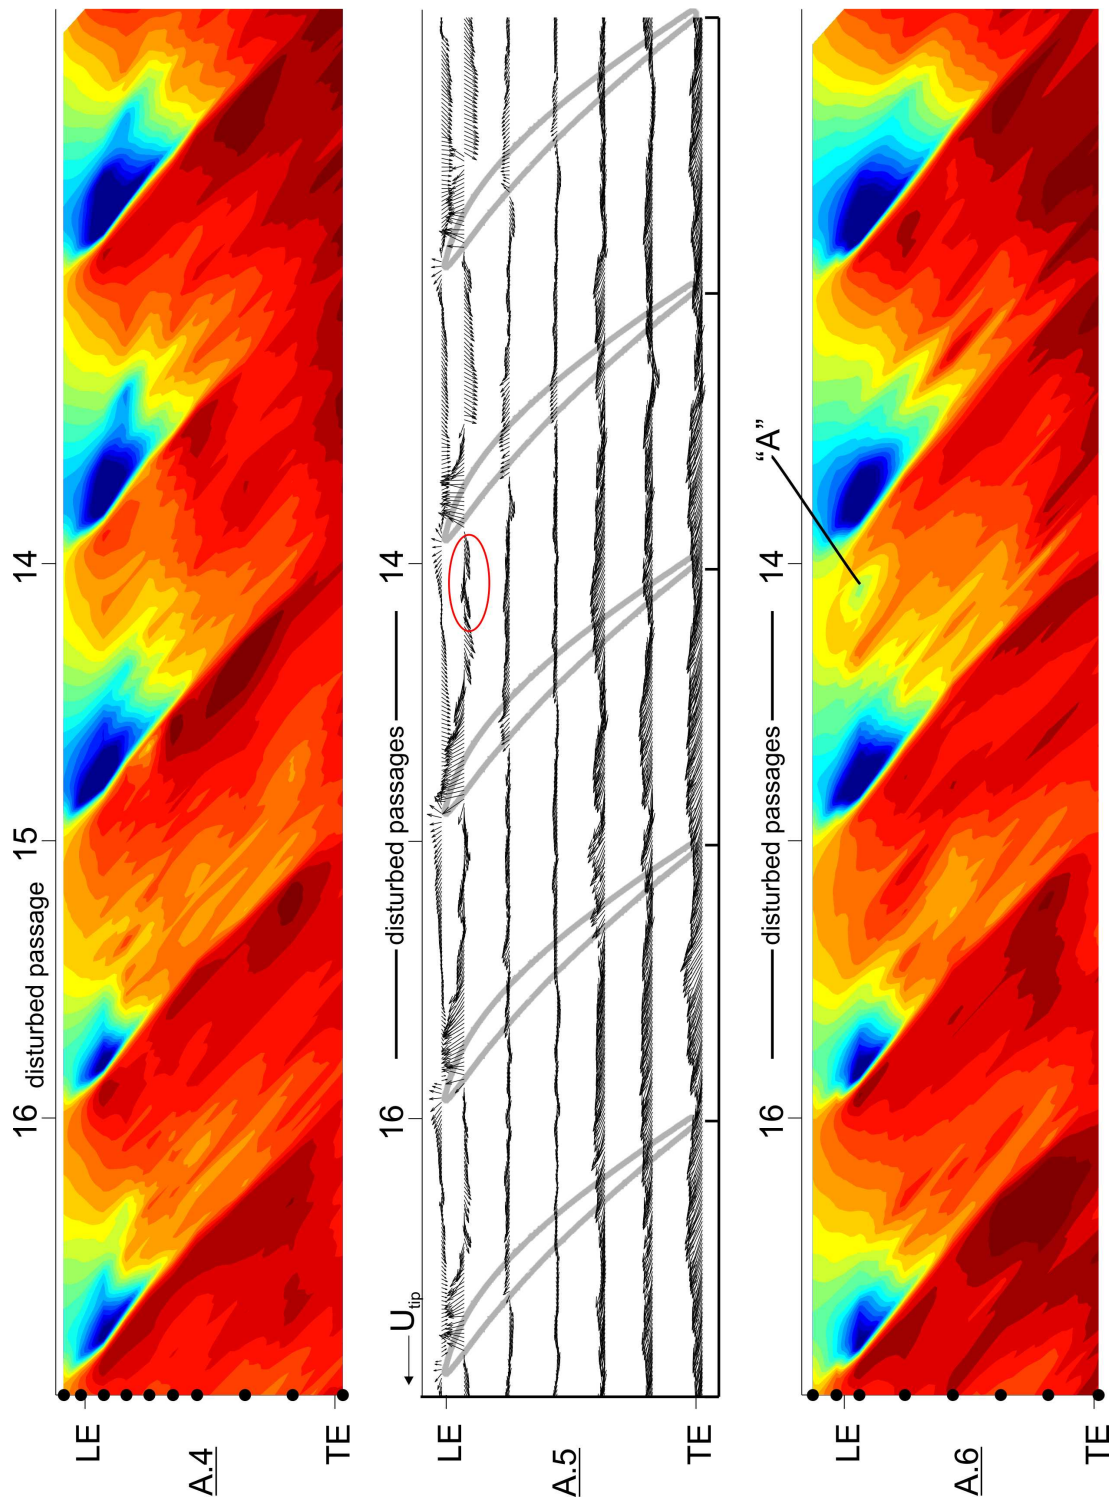 disturbed passage
16
15
14
LE
A.4
TE
16
14
disturbed passages
U tip
LE
A.5
TE
16
14
disturbed passages
“A”
LE
A.6
TE